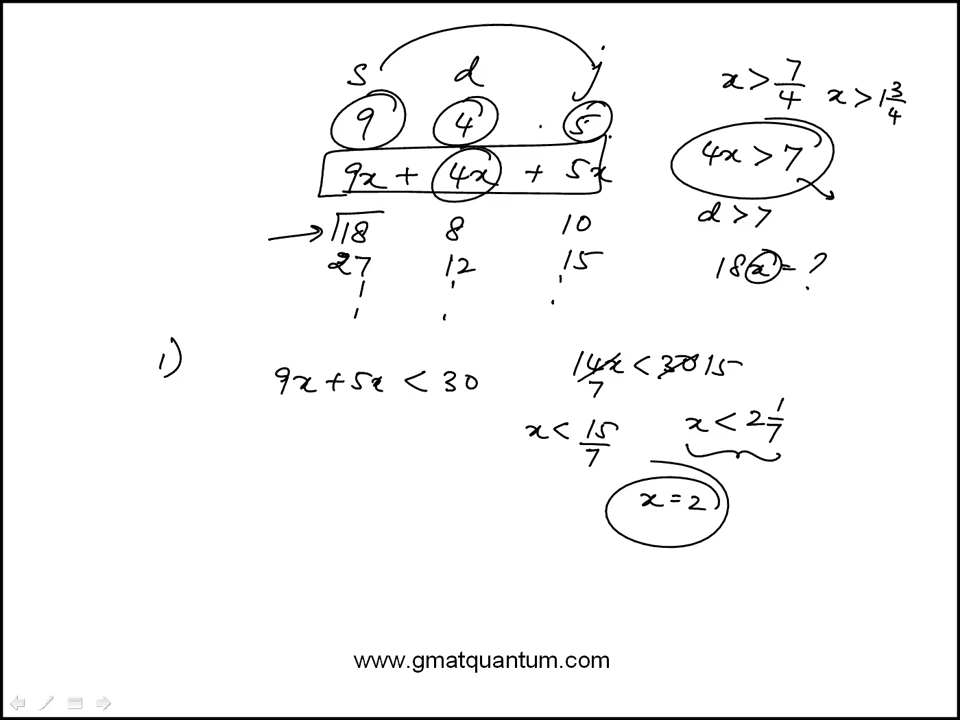 s d j
9 4 5
9x + 4x + 5x
18 8 10
27 12 15
x > 7/4 x > 1 3/4
4x > 7
d > 7
18x = ?
1)
9x + 5x < 30
14x < 30 15
7
x < 15/7 x < 2 1/7
x = 2
www.gmatquantum.com